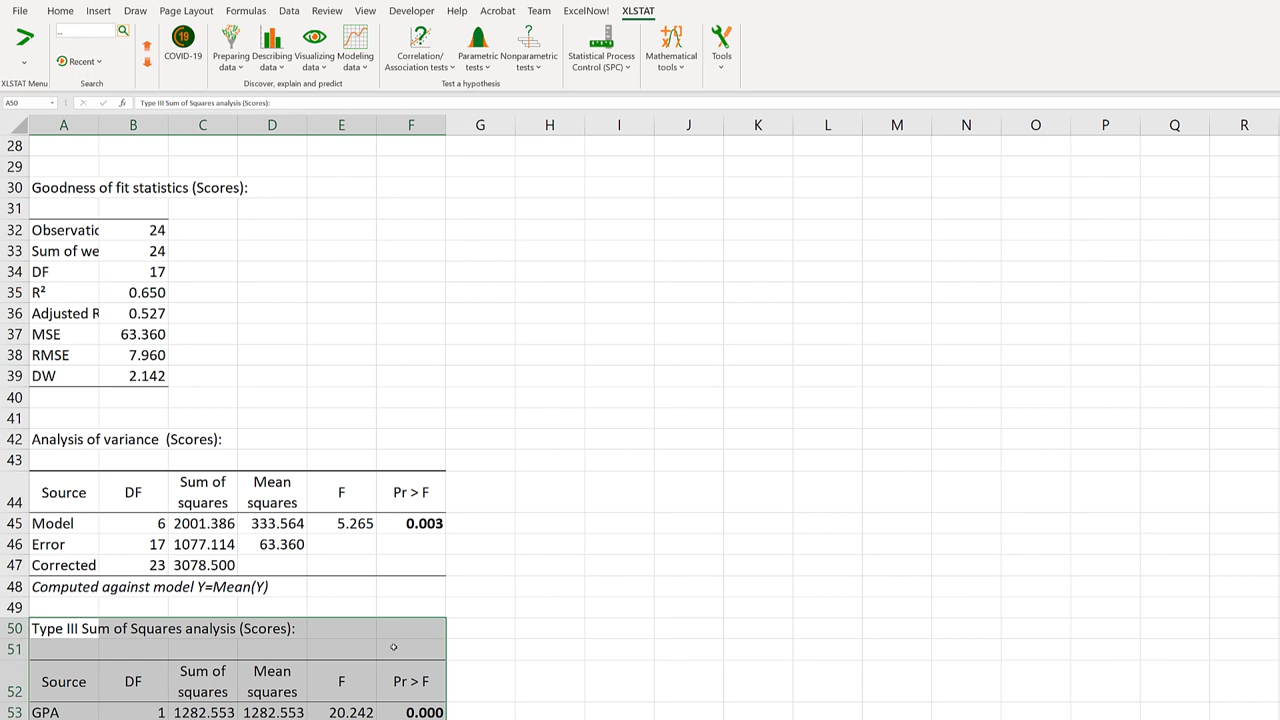 File Home Insert Draw Page Layout Formulas Data Review View Developer Help Acrobat Team ExcelNow! XLSTAT
XLSTAT Menu
Recent
Search
19
COVID-19
Preparing data
Describing data
Visualizing data
Modeling data
Discover, explain and predict
Correlation/ Association tests
Parametric tests
Nonparametric tests
Test a hypothesis
Statistical Process Control (SPC)
Mathematical tools
Tools
A50 fx Type III Sum of Squares analysis (Scores):
A B C D E F G H I J K L M N O P Q R
28
29
30 Goodness of fit statistics (Scores):
31
32 Observatic 24
33 Sum of we 24
34 DF 17
35 R² 0.650
36 Adjusted R 0.527
37 MSE 63.360
38 RMSE 7.960
39 DW 2.142
40
41
42 Analysis of variance (Scores):
43
44 Source DF Sum of squares Mean squares F Pr > F
45 Model 6 2001.386 333.564 5.265 0.003
46 Error 17 1077.114 63.360
47 Corrected 23 3078.500
48 Computed against model Y=Mean(Y)
49
50 Type III Sum of Squares analysis (Scores):
51
52 Source DF Sum of squares Mean squares F Pr > F
53 GPA 1 1282.553 1282.553 20.242 0.000